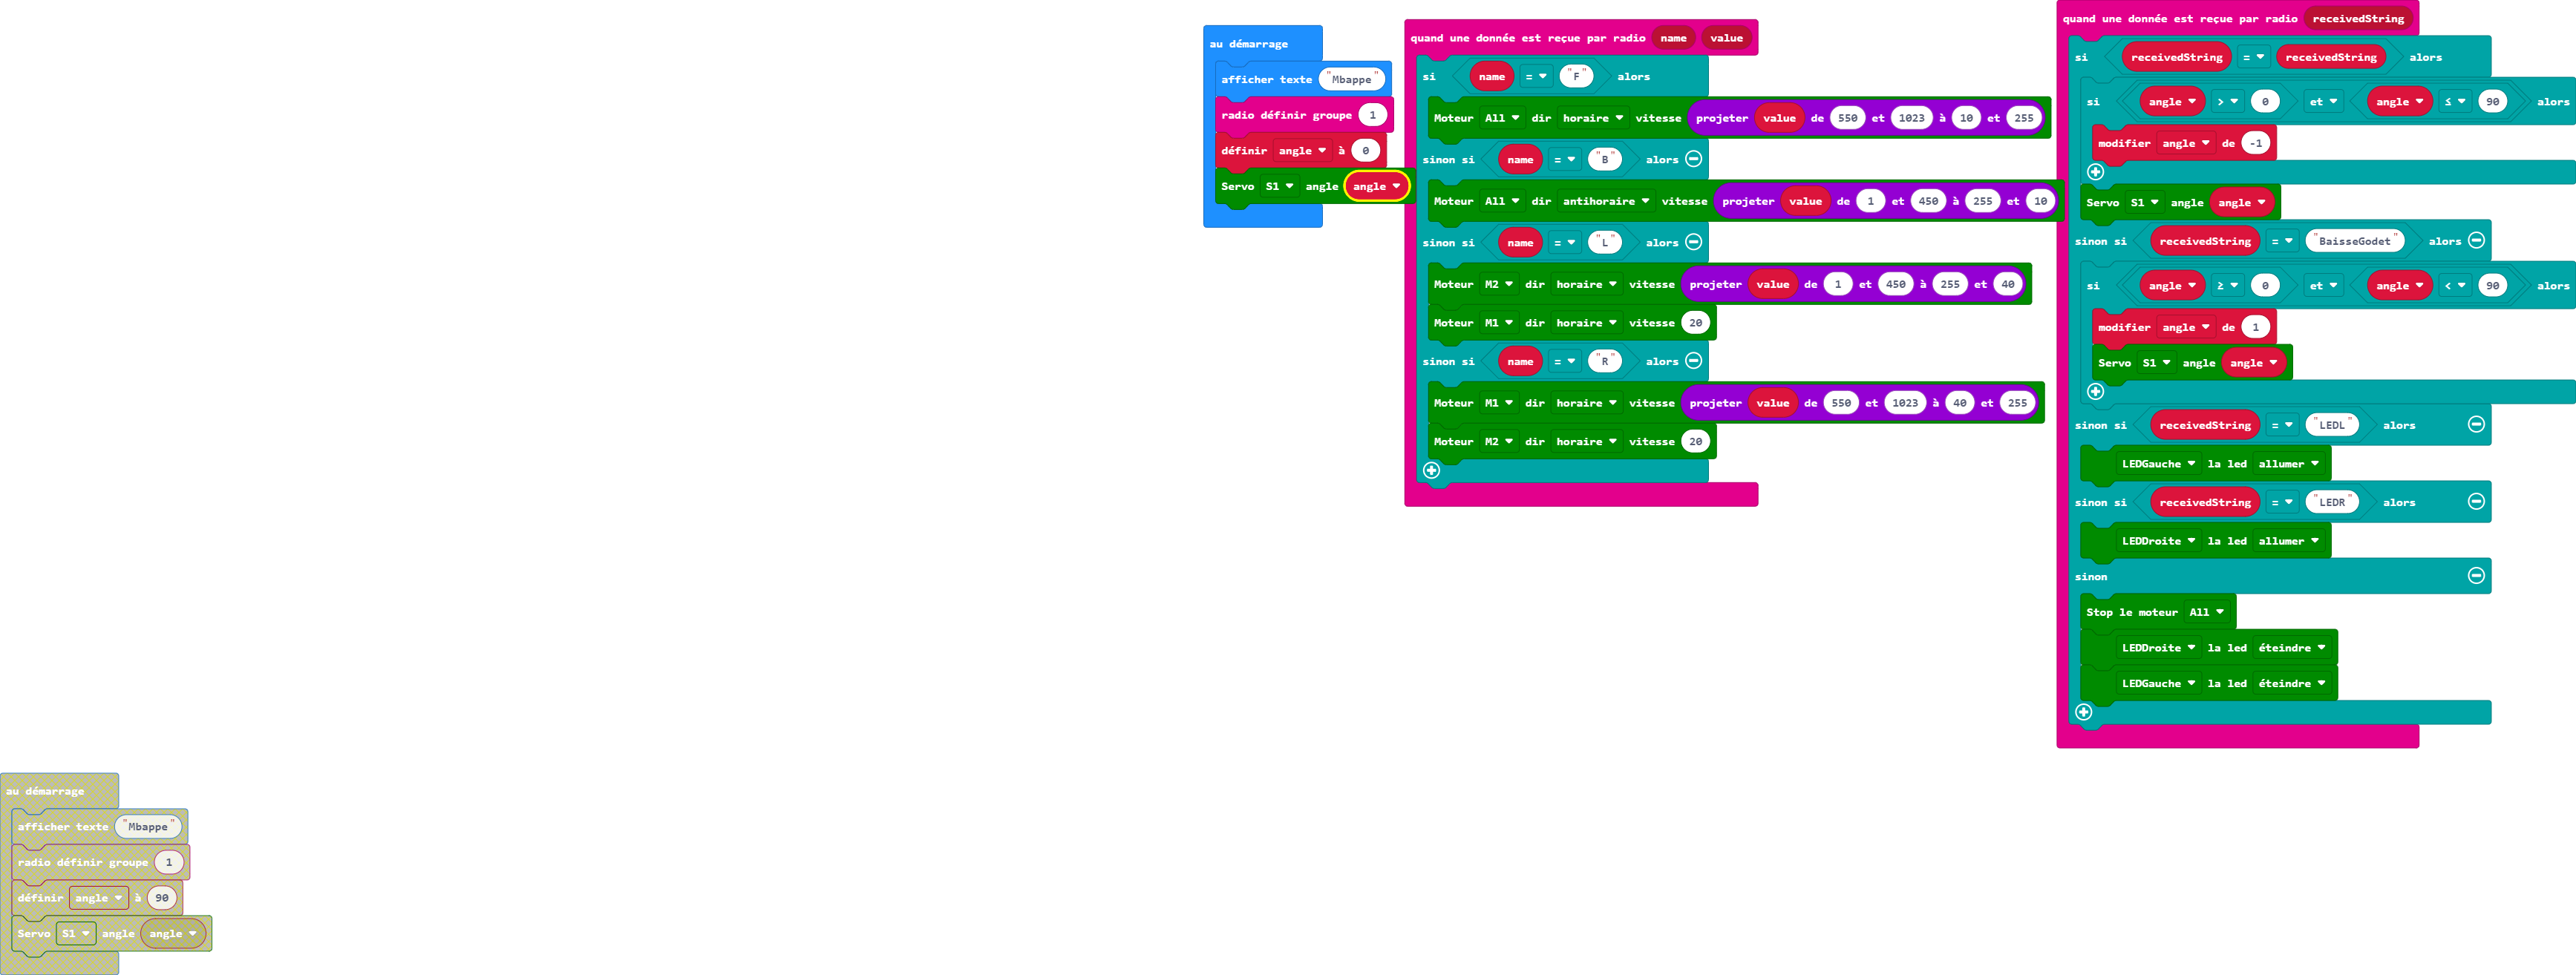 au démarrage
afficher texte "Mbappe"
radio définir groupe 1
définir angle à 0
Servo S1 angle angle
quand une donnée est reçue par radio name value
si name = "F" alors
Moteur All dir horaire vitesse projeter value de 550 et 1023 à 10 et 255
sinon si name = "B" alors
Moteur All dir antihoraire vitesse projeter value de 1 et 450 à 255 et 10
sinon si name = "L" alors
Moteur M2 dir horaire vitesse projeter value de 1 et 450 à 255 et 40
Moteur M1 dir horaire vitesse 20
sinon si name = "R" alors
Moteur M1 dir horaire vitesse projeter value de 550 et 1023 à 40 et 255
Moteur M2 dir horaire vitesse 20
quand une donnée est reçue par radio receivedString
si receivedString = receivedString alors
si angle > 0 et angle ≤ 90 alors
modifier angle de -1
Servo S1 angle angle
sinon si receivedString = "BaisseGodet" alors
si angle ≥ 0 et angle < 90 alors
modifier angle de 1
Servo S1 angle angle
sinon si receivedString = "LEDL" alors
LEDGauche la led allumer
sinon si receivedString = "LEDR" alors
LEDDroite la led allumer
sinon
Stop le moteur All
LEDDroite la led éteindre
LEDGauche la led éteindre
au démarrage
afficher texte "Mbappe"
radio définir groupe 1
définir angle à 90
Servo S1 angle angle